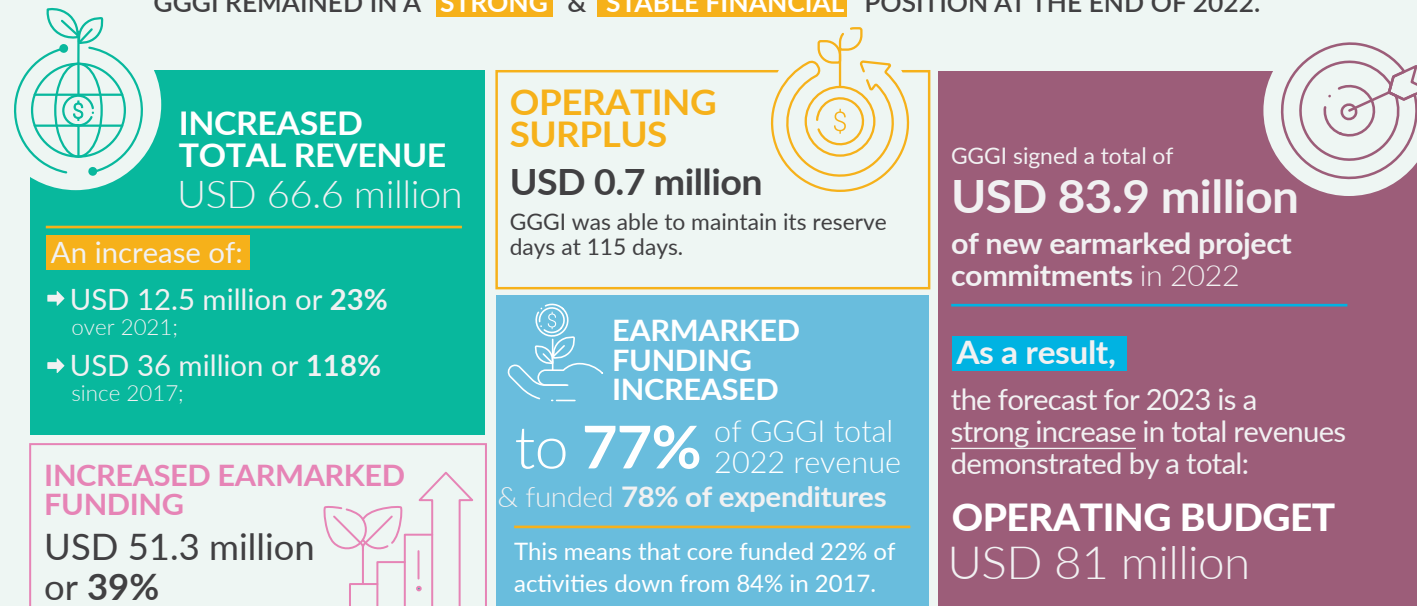 GGGI REMAINED IN A STRONG & STABLE FINANCIAL POSITION AT THE END OF 2022.
INCREASED
TOTAL REVENUE
USD 66.6 million
An increase of:
USD 12.5 million or 23%
over 2021;
USD 36 million or 118%
since 2017;
INCREASED EARMARKED
FUNDING
USD 51.3 million
or 39%
OPERATING
SURPLUS
USD 0.7 million
GGGI was able to maintain its reserve
days at 115 days.
EARMARKED
FUNDING
INCREASED
to 77% of GGGI total
2022 revenue
& funded 78% of expenditures
This means that core funded 22% of
activities down from 84% in 2017.
GGGI signed a total of
USD 83.9 million
of new earmarked project
commitments in 2022
As a result,
the forecast for 2023 is a
strong increase in total revenues
demonstrated by a total:
OPERATING BUDGET
USD 81 million